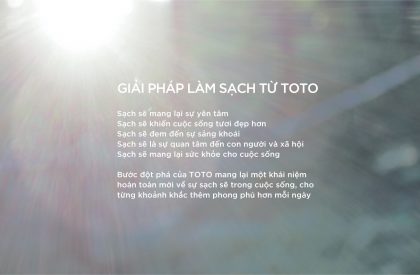 GIẢI PHÁP LÀM SẠCH TỪ TOTO
Sạch sẽ mang lại sự yên tâm
Sạch sẽ khiến cuộc sống tươi đẹp hơn
Sạch sẽ đem đến sự sảng khoái
Sạch sẽ là sự quan tâm đến con người và xã hội
Sạch sẽ mang lại sức khỏe cho cuộc sống
Bước đột phá của TOTO mang lại một khái niệm
hoàn toàn mới về sự sạch sẽ trong cuộc sống, cho
từng khoảnh khắc thêm phong phú hơn mỗi ngày